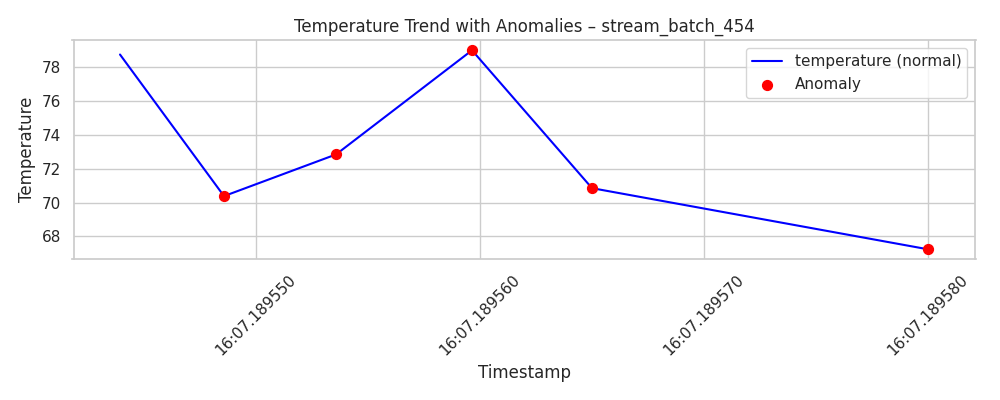 Temperature Trend with Anomalies – stream_batch_454
temperature (normal)
Anomaly
Temperature
78
76
74
72
70
68
16:07.189550
16:07.189560
16:07.189570
16:07.189580
Timestamp